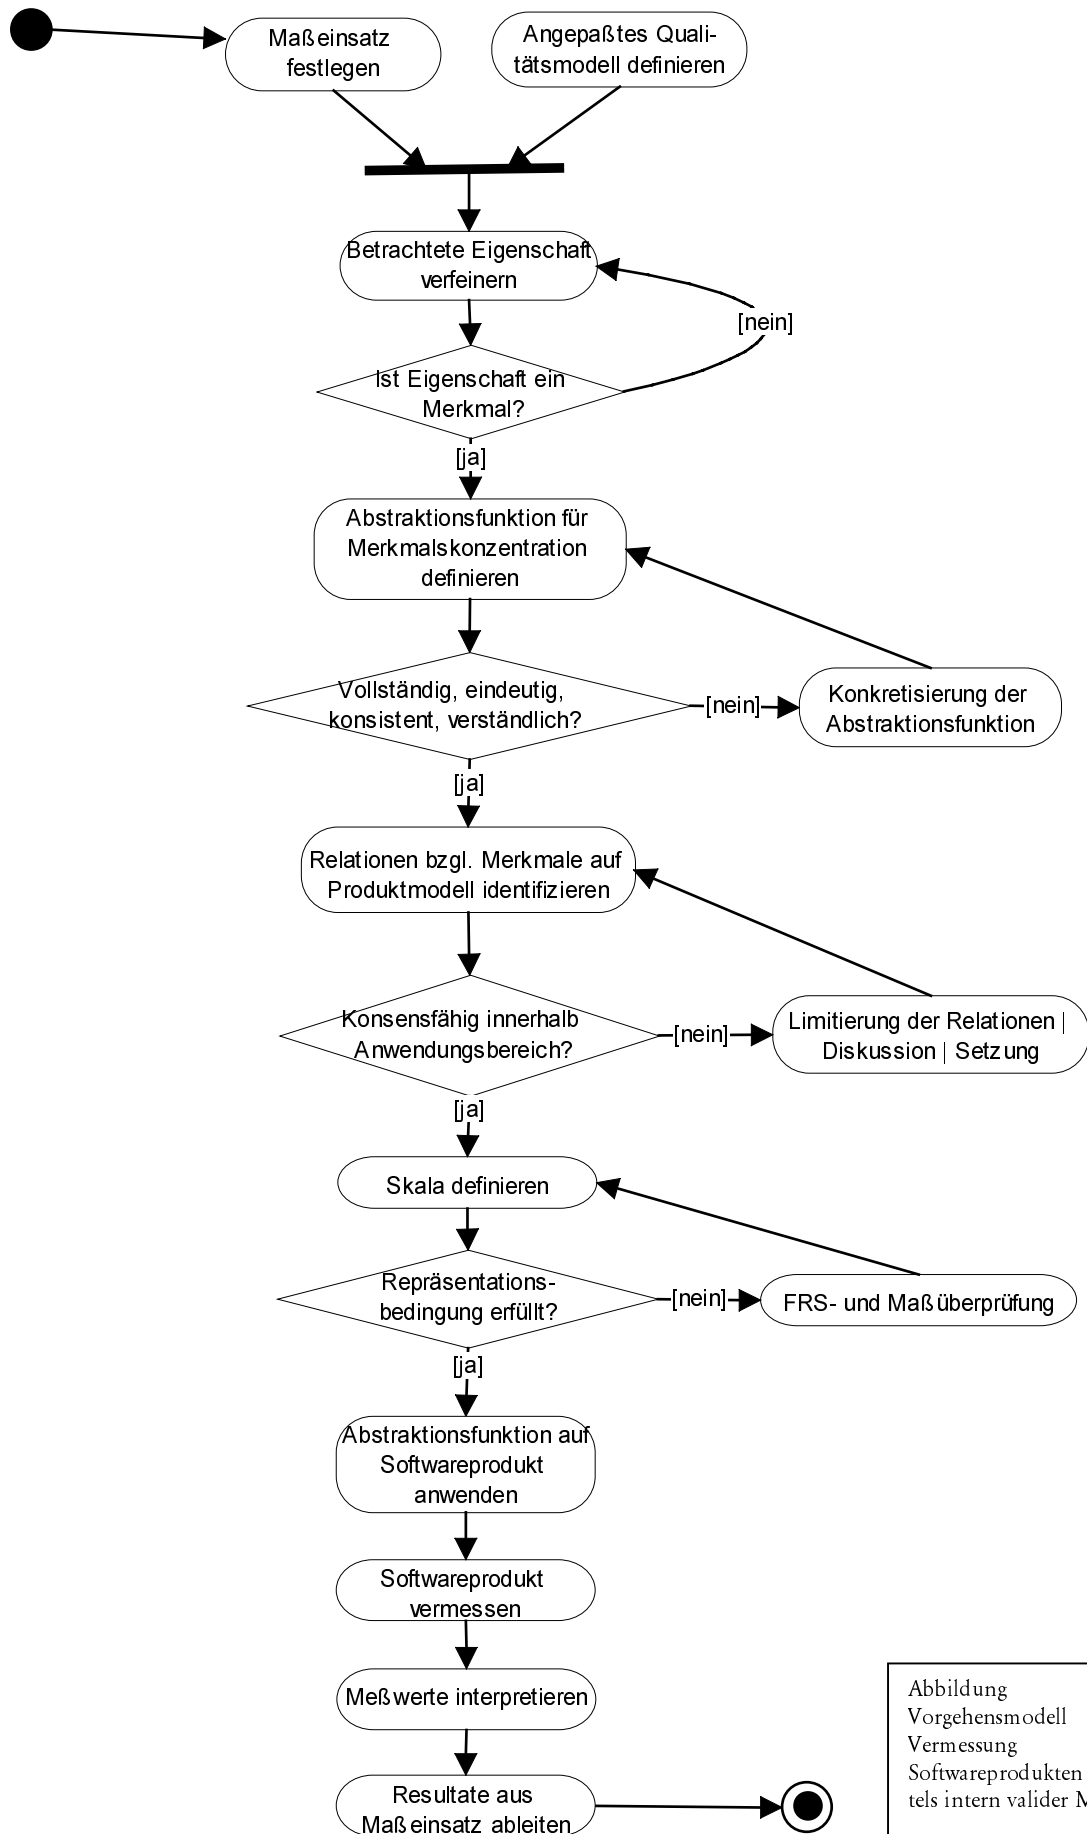 Maßeinsatz
festlegen
Angepaßtes Quali-
tätsmodell definieren
Betrachtete Eigenschaft
verfeinern
[nein]
Ist Eigenschaft ein
Merkmal?
[ja]
Abstraktionsfunktion für
Merkmalskonzentration
definieren
Vollständig, eindeutig,
konsistent, verständlich?
[nein]
Konkretisierung der
Abstraktionsfunktion
[ja]
Relationen bzgl. Merkmale auf
Produktmodell identifizieren
Konsensfähig innerhalb
Anwendungsbereich?
[nein]
Limitierung der Relationen |
Diskussion | Setzung
[ja]
Skala definieren
Repräsentations-
bedingung erfüllt?
[nein]
FRS- und Maßüberprüfung
[ja]
Abstraktionsfunktion auf
Softwareprodukt
anwenden
Softwareprodukt
vermessen
Meßwerte interpretieren
Resultate aus
Maßeinsatz ableiten
Abbildung
Vorgehensmodell
Vermessung
Softwareprodukten
tels intern valider M